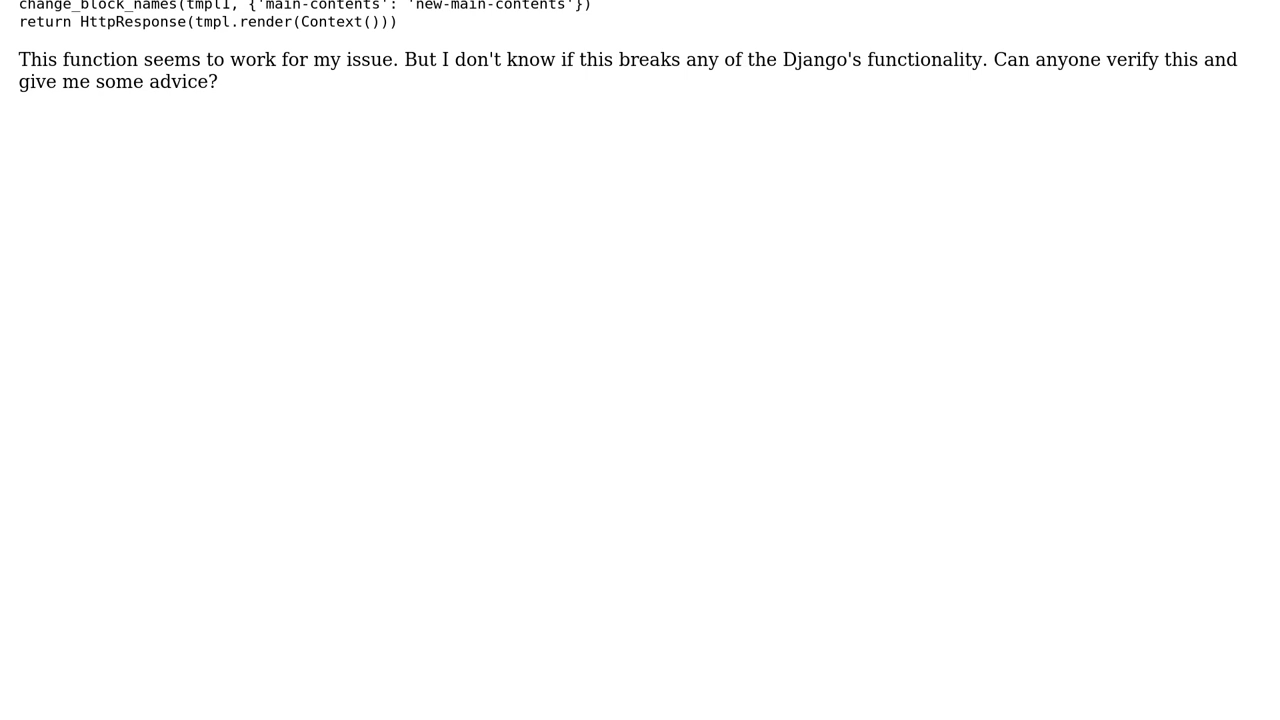 change_block_names(tmpl1, {'main-contents': 'new-main-contents'})
return HttpResponse(tmpl.render(Context()))
This function seems to work for my issue. But I don't know if this breaks any of the Django's functionality. Can anyone verify this and
give me some advice?